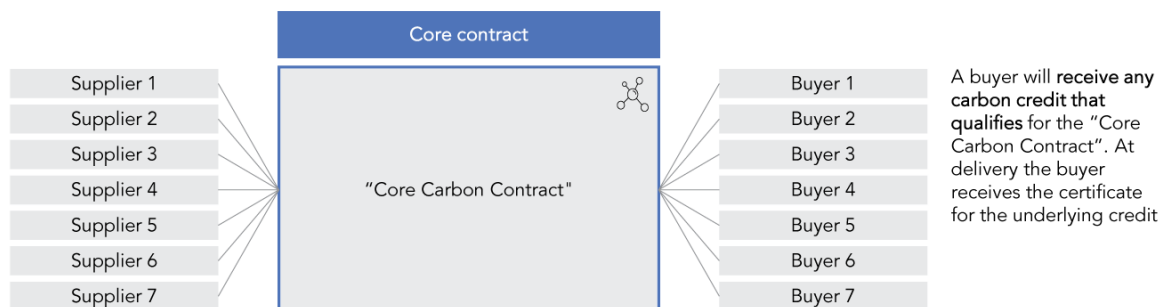 Core contract
Supplier 1
Supplier 2
Supplier 3
Supplier 4
Supplier 5
Supplier 6
Supplier 7
“Core Carbon Contract"
Buyer 1
Buyer 2
Buyer 3
Buyer 4
Buyer 5
Buyer 6
Buyer 7
A buyer will receive any
carbon credit that
qualifies for the “Core
Carbon Contract”. At
delivery the buyer
receives the certificate
for the underlying credit